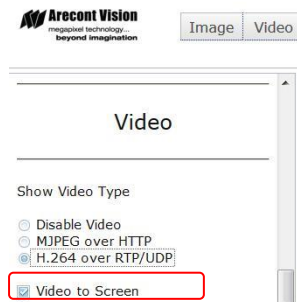 Arecont Vision
megapixel technology...
beyond imagination
Image Video
Video
Show Video Type
Disable Video
MJPEG over HTTP
H.264 over RTP/UDP
Video to Screen